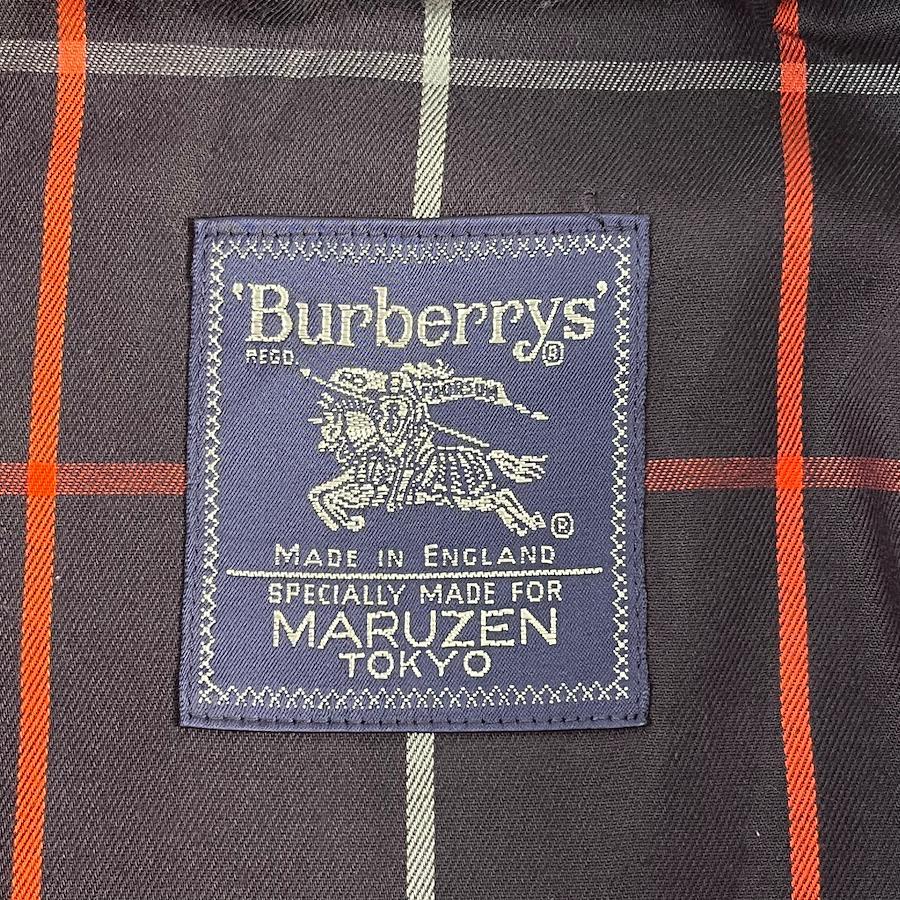 'Burberrys'®
REGD.
PRORSUM
®
MADE IN ENGLAND
SPECIALLY MADE FOR
MARUZEN
TOKYO